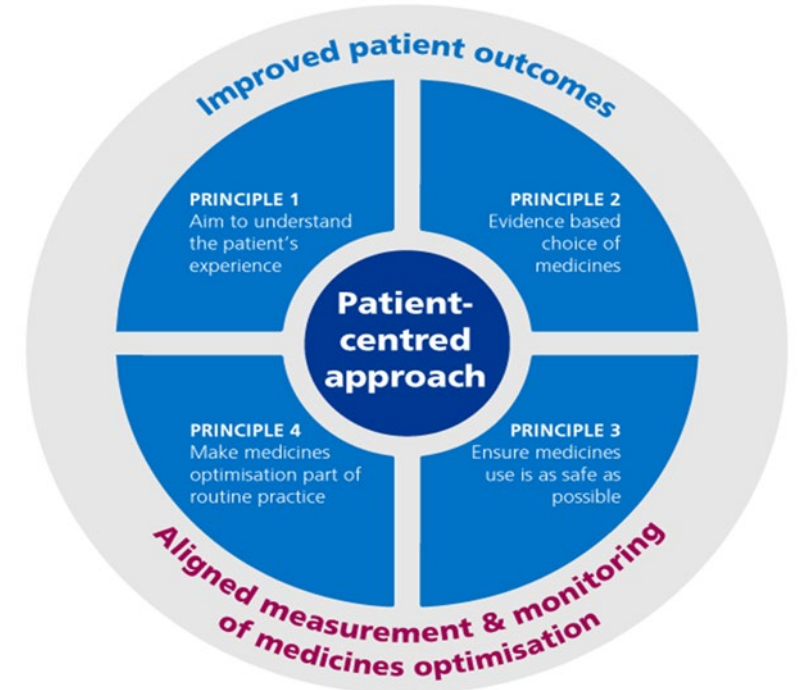 Improved patient outcomes
PRINCIPLE 1
Aim to understand
the patient's
experience
PRINCIPLE 2
Evidence based
choice of
medicines
Patient-
centred
approach
PRINCIPLE 4
Make medicines
optimisation part of
routine practice
PRINCIPLE 3
Ensure medicines
use is as safe as
possible
Aligned measurement & monitoring
of medicines optimisation